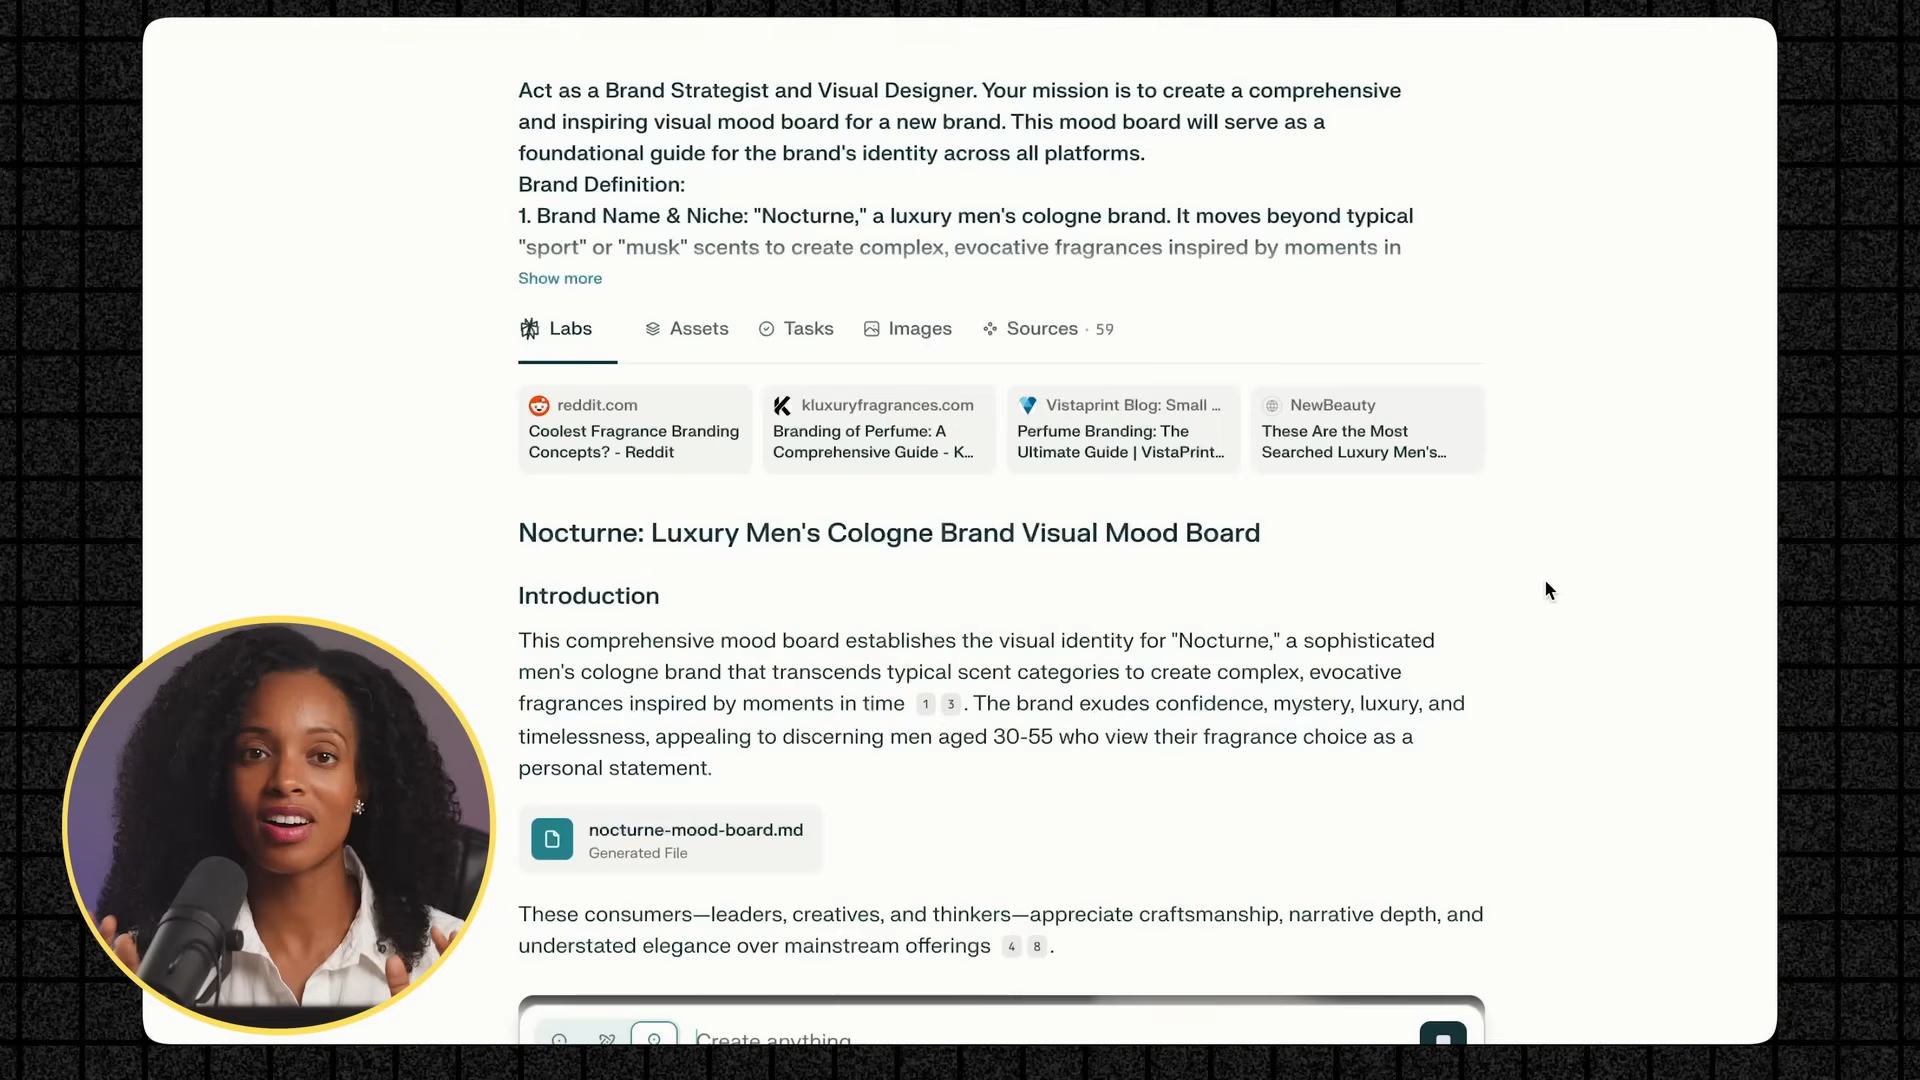 Act as a Brand Strategist and Visual Designer. Your mission is to create a comprehensive
and inspiring visual mood board for a new brand. This mood board will serve as a
foundational guide for the brand's identity across all platforms.
Brand Definition:
1. Brand Name & Niche: "Nocturne," a luxury men's cologne brand. It moves beyond typical
"sport" or "musk" scents to create complex, evocative fragrances inspired by moments in
Show more
Labs
Assets
Tasks
Images
Sources · 59
reddit.com
Coolest Fragrance Branding
Concepts? - Reddit
kluxuryfragrances.com
Branding of Perfume: A
Comprehensive Guide - K...
Vistaprint Blog: Small ...
Perfume Branding: The
Ultimate Guide | VistaPrint...
NewBeauty
These Are the Most
Searched Luxury Men's...
Nocturne: Luxury Men's Cologne Brand Visual Mood Board
Introduction
This comprehensive mood board establishes the visual identity for "Nocturne," a sophisticated
men's cologne brand that transcends typical scent categories to create complex, evocative
fragrances inspired by moments in time 1 3. The brand exudes confidence, mystery, luxury, and
timelessness, appealing to discerning men aged 30-55 who view their fragrance choice as a
personal statement.
nocturne-mood-board.md
Generated File
These consumers—leaders, creatives, and thinkers—appreciate craftsmanship, narrative depth, and
understated elegance over mainstream offerings 4 8.
Create anything